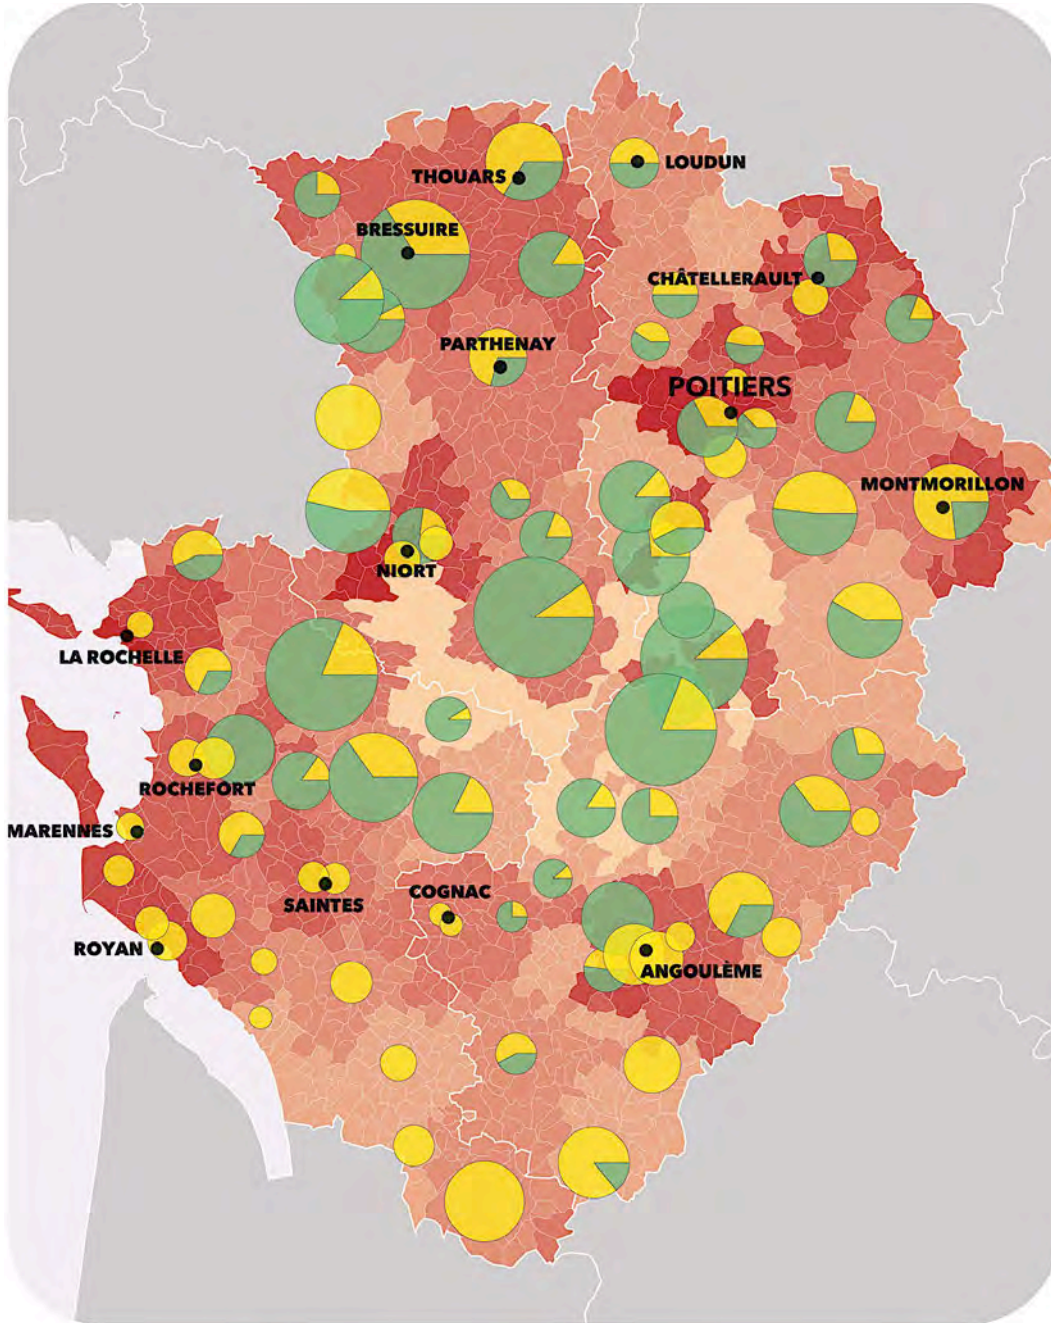 THOUARS
LOUDUN
BRESSUIRE
CHÂTELLERAULT
PARTHENAY
POITIERS
MONTMORILLON
NIORT
LA ROCHELLE
ROCHEFORT
MARENNES
SAINTES
COGNAC
ROYAN
ANGOULÈME